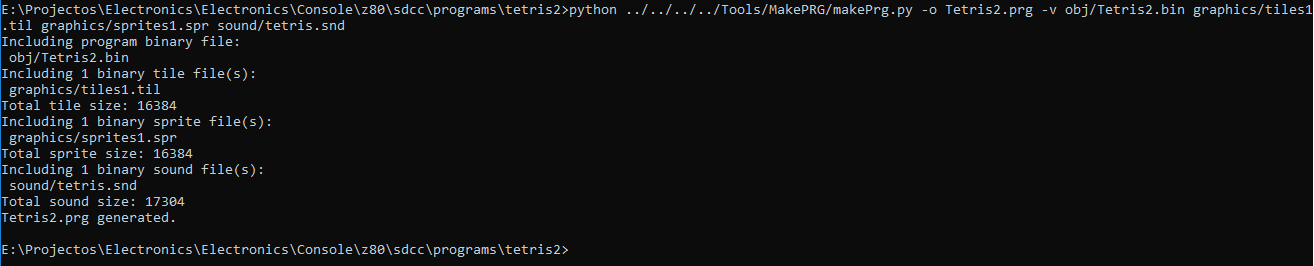 E:\Projectos\Electronics\Electronics\Console\z80\sdcc\programs\tetris2>python ../../../../Tools/MakePRG/makePrg.py -o Tetris2.prg -v obj/Tetris2.bin graphics/tiles1
.til graphics/sprites1.spr sound/tetris.snd
Including program binary file:
 obj/Tetris2.bin
Including 1 binary tile file(s):
 graphics/tiles1.til
Total tile size: 16384
Including 1 binary sprite file(s):
 graphics/sprites1.spr
Total sprite size: 16384
Including 1 binary sound file(s):
 sound/tetris.snd
Total sound size: 17304
Tetris2.prg generated.
E:\Projectos\Electronics\Electronics\Console\z80\sdcc\programs\tetris2>